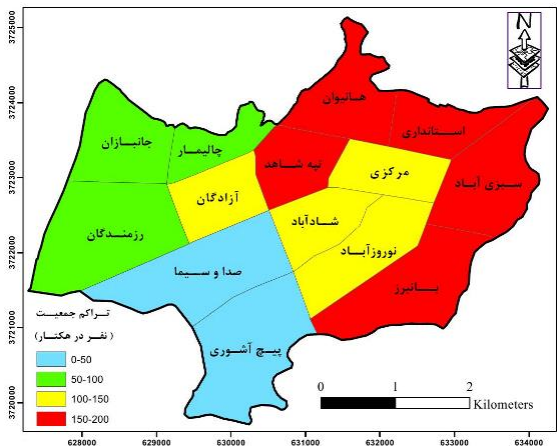 3725000
3724000
3723000
3722000
3721000
3720000
N
هانیوان
استانداری
جانبازان
چالیمار
تپه شاهد
مرکزی
سبزی آباد
آزادگان
شادآباد
رزمندگان
نوروزآباد
صدا و سیما
بانبرز
پیچ آشوری
تراکم جمعیت
(نفر در هکتار)
0-50
50-100
100-150
150-200
0 1 2
Kilometers
628000 629000 630000 631000 632000 633000 634000